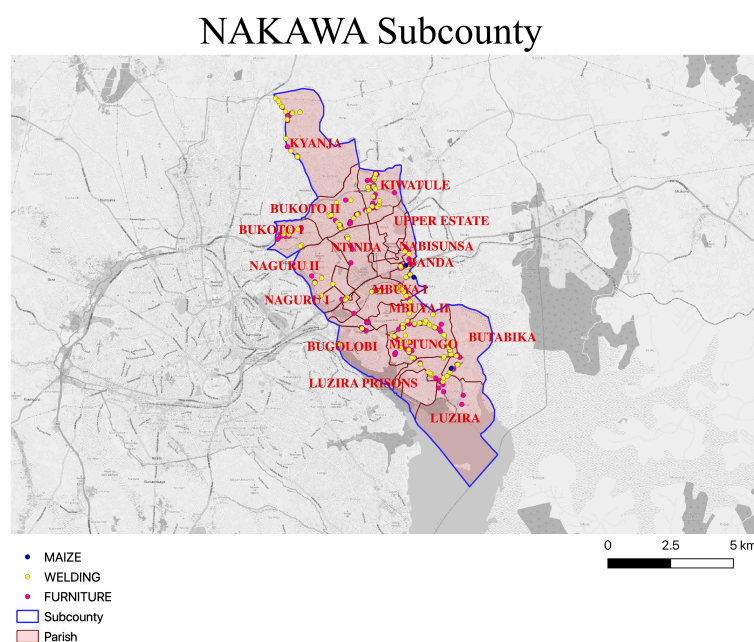 NAKAWA Subcounty
KYANJA
KIWATULE
BUKOTO II
UPPER ESTATE
BUKOTO I
NTINDA
NABISUNSA
BANDA
NAGURU II
MBUYA I
NAGURU I
MBUYA II
BUTABIKA
BUGOLOBI
MUTUNGO
LUZIRA PRISONS
LUZIRA
0 2.5 5 km
MAIZE
WELDING
FURNITURE
Subcounty
Parish